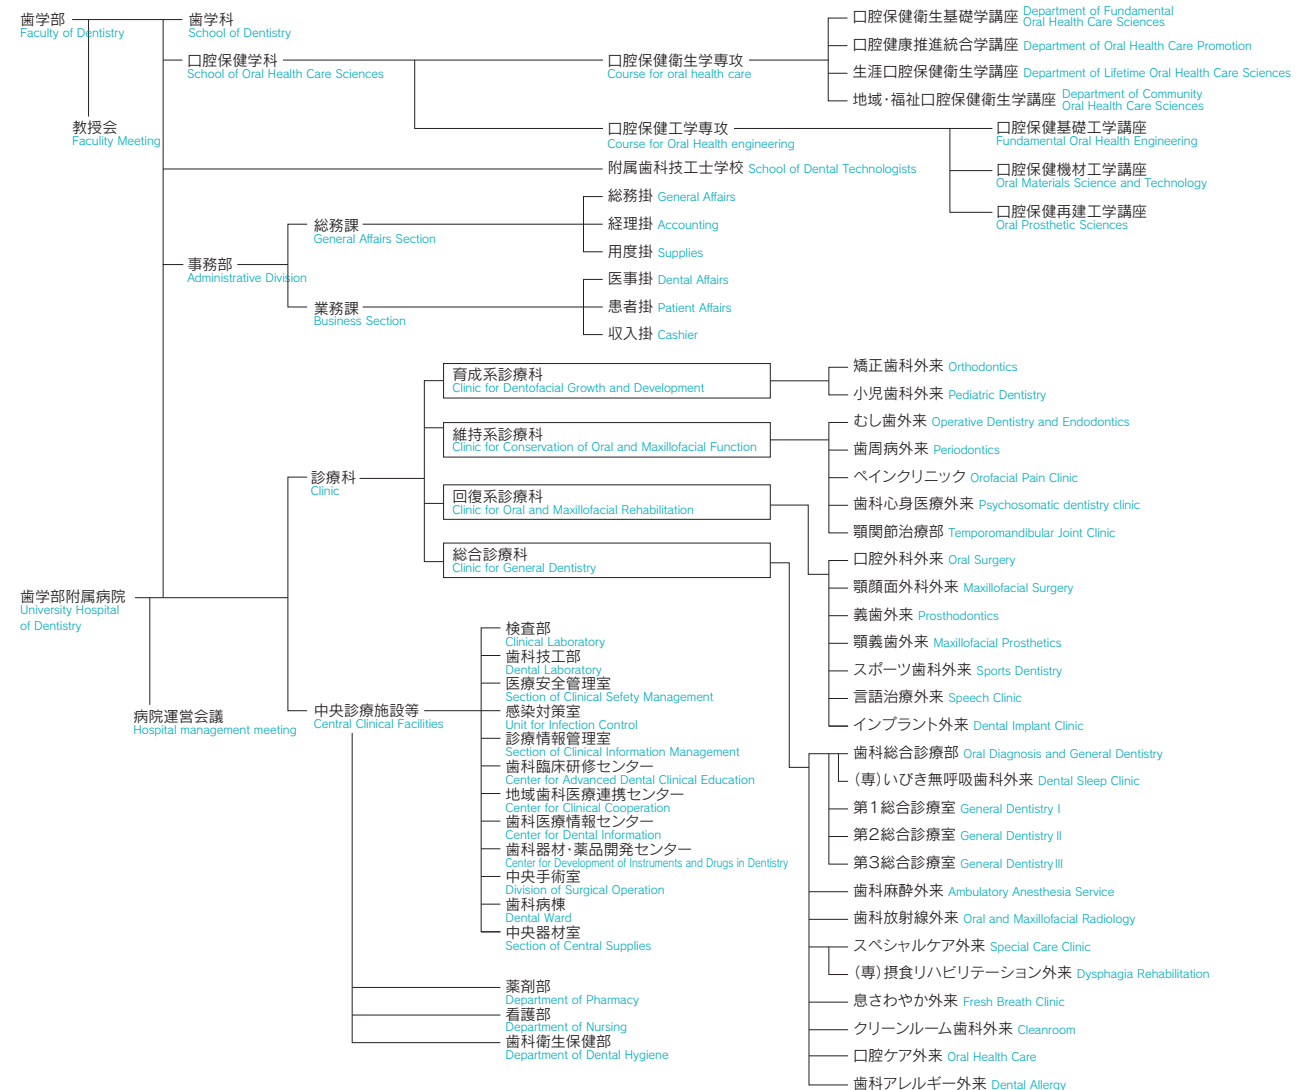 歯学部
Faculty of Dentistry
教授会
Faculity Meeting
歯学科
School of Dentistry
口腔保健学科
School of Oral Health Care Sciences
口腔保健衛生学専攻
Course for oral health care
口腔保健衛生基礎学講座 Department of Fundamental
Oral Health Care Sciences
口腔健康推進統合学講座 Department of Oral Health Care Promotion
生涯口腔保健衛生学講座 Department of Lifetime Oral Health Care Sciences
地域・福祉口腔保健衛生学講座 Department of Community
Oral Health Care Sciences
口腔保健工学専攻
Course for Oral Health engineering
口腔保健基礎工学講座
Fundamental Oral Health Engineering
口腔保健機材工学講座
Oral Materials Science and Technology
口腔保健再建工学講座
Oral Prosthetic Sciences
附属歯科技工士学校 School of Dental Technologists
事務部
Administrative Division
総務課
General Affairs Section
総務掛 General Affairs
経理掛 Accounting
用度掛 Supplies
業務課
Business Section
医事掛 Dental Affairs
患者掛 Patient Affairs
収入掛 Cashier
歯学部附属病院
University Hospital
of Dentistry
病院運営会議
Hospital management meeting
診療科
Clinic
育成系診療科
Clinic for Dentofacial Growth and Development
矯正歯科外来 Orthodontics
小児歯科外来 Pediatric Dentistry
維持系診療科
Clinic for Conservation of Oral and Maxillofacial Function
むし歯外来 Operative Dentistry and Endodontics
歯周病外来 Periodontics
ペインクリニック Orofacial Pain Clinic
歯科心身医療外来 Psychosomatic dentistry clinic
顎関節治療部 Temporomandibular Joint Clinic
回復系診療科
Clinic for Oral and Maxillofacial Rehabilitation
口腔外科外来 Oral Surgery
顎顔面外科外来 Maxillofacial Surgery
義歯外来 Prosthodontics
顎義歯外来 Maxillofacial Prosthetics
スポーツ歯科外来 Sports Dentistry
言語治療外来 Speech Clinic
インプラント外来 Dental Implant Clinic
総合診療科
Clinic for General Dentistry
歯科総合診療部 Oral Diagnosis and General Dentistry
（専）いびき無呼吸歯科外来 Dental Sleep Clinic
第1総合診療室 General Dentistry I
第2総合診療室 General Dentistry II
第3総合診療室 General Dentistry III
歯科麻酔外来 Ambulatory Anesthesia Service
歯科放射線外来 Oral and Maxillofacial Radiology
スペシャルケア外来 Special Care Clinic
（専）摂食リハビリテーション外来 Dysphagia Rehabilitation
息さわやか外来 Fresh Breath Clinic
クリーンルーム歯科外来 Cleanroom
口腔ケア外来 Oral Health Care
歯科アレルギー外来 Dental Allergy
中央診療施設等
Central Clinical Facilities
検査部
Clinical Laboratory
歯科技工部
Dental Laboratory
医療安全管理室
Section of Clinical Safety Management
感染対策室
Unit for Infection Control
診療情報管理室
Section of Clinical Information Management
歯科臨床研修センター
Center for Advanced Dental Clinical Education
地域歯科医療連携センター
Center for Clinical Cooperation
歯科医療情報センター
Center for Dental Information
歯科器材・薬品開発センター
Center for Development of Instruments and Drugs in Dentistry
中央手術室
Division of Surgical Operation
歯科病棟
Dental Ward
中央器材室
Section of Central Supplies
薬剤部
Department of Pharmacy
看護部
Department of Nursing
歯科衛生保健部
Department of Dental Hygiene